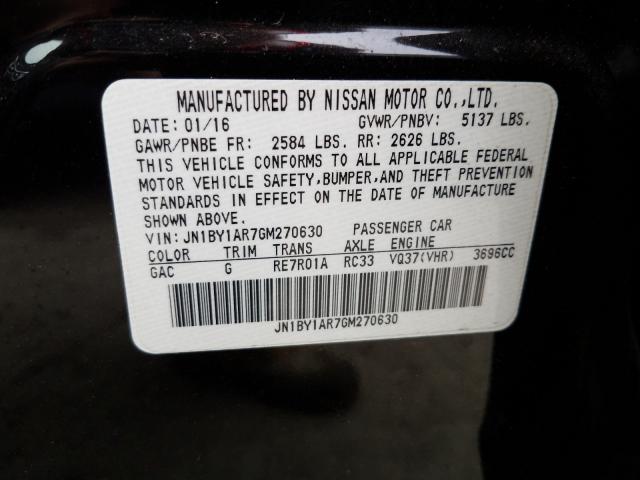 MANUFACTURED BY NISSAN MOTOR CO.,LTD.
DATE: 01/16 GVWR/PNBV: 5137 LBS.
GAWR/PNBE FR: 2584 LBS. RR: 2626 LBS.
THIS VEHICLE CONFORMS TO ALL APPLICABLE FEDERAL
MOTOR VEHICLE SAFETY,BUMPER,AND THEFT PREVENTION
STANDARDS IN EFFECT ON THE DATE OF MANUFACTURE
SHOWN ABOVE.
VIN: JN1BY1AR7GM270630 PASSENGER CAR
COLOR TRIM TRANS AXLE ENGINE
GAC G RE7R01A RC33 VQ37(VHR) 3696CC
JN1BY1AR7GM270630